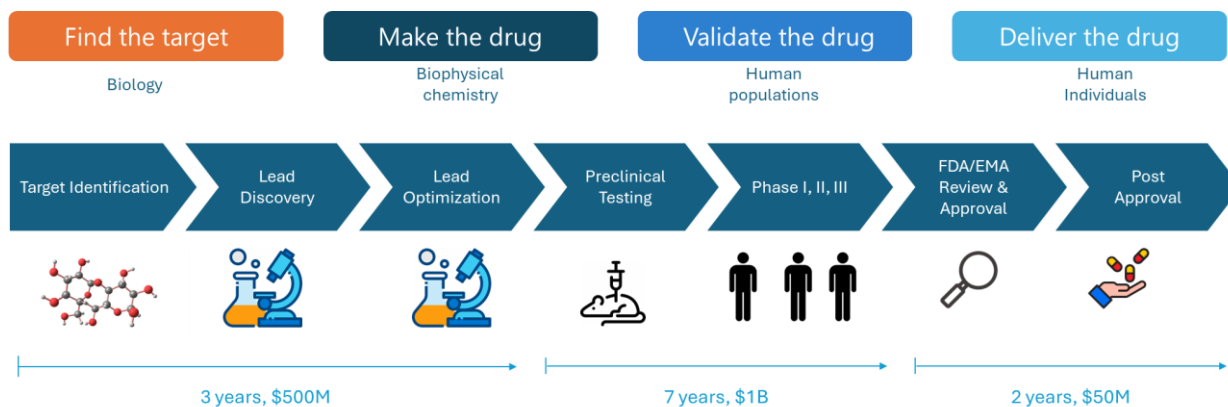 Find the target
Make the drug
Validate the drug
Deliver the drug
Biology
Biophysical
chemistry
Human
populations
Human
Individuals
Target Identification
Lead
Discovery
Lead
Optimization
Preclinical
Testing
Phase I, II, III
FDA/EMA
Review &
Approval
Post
Approval
3 years, $500M
7 years, $1B
2 years, $50M